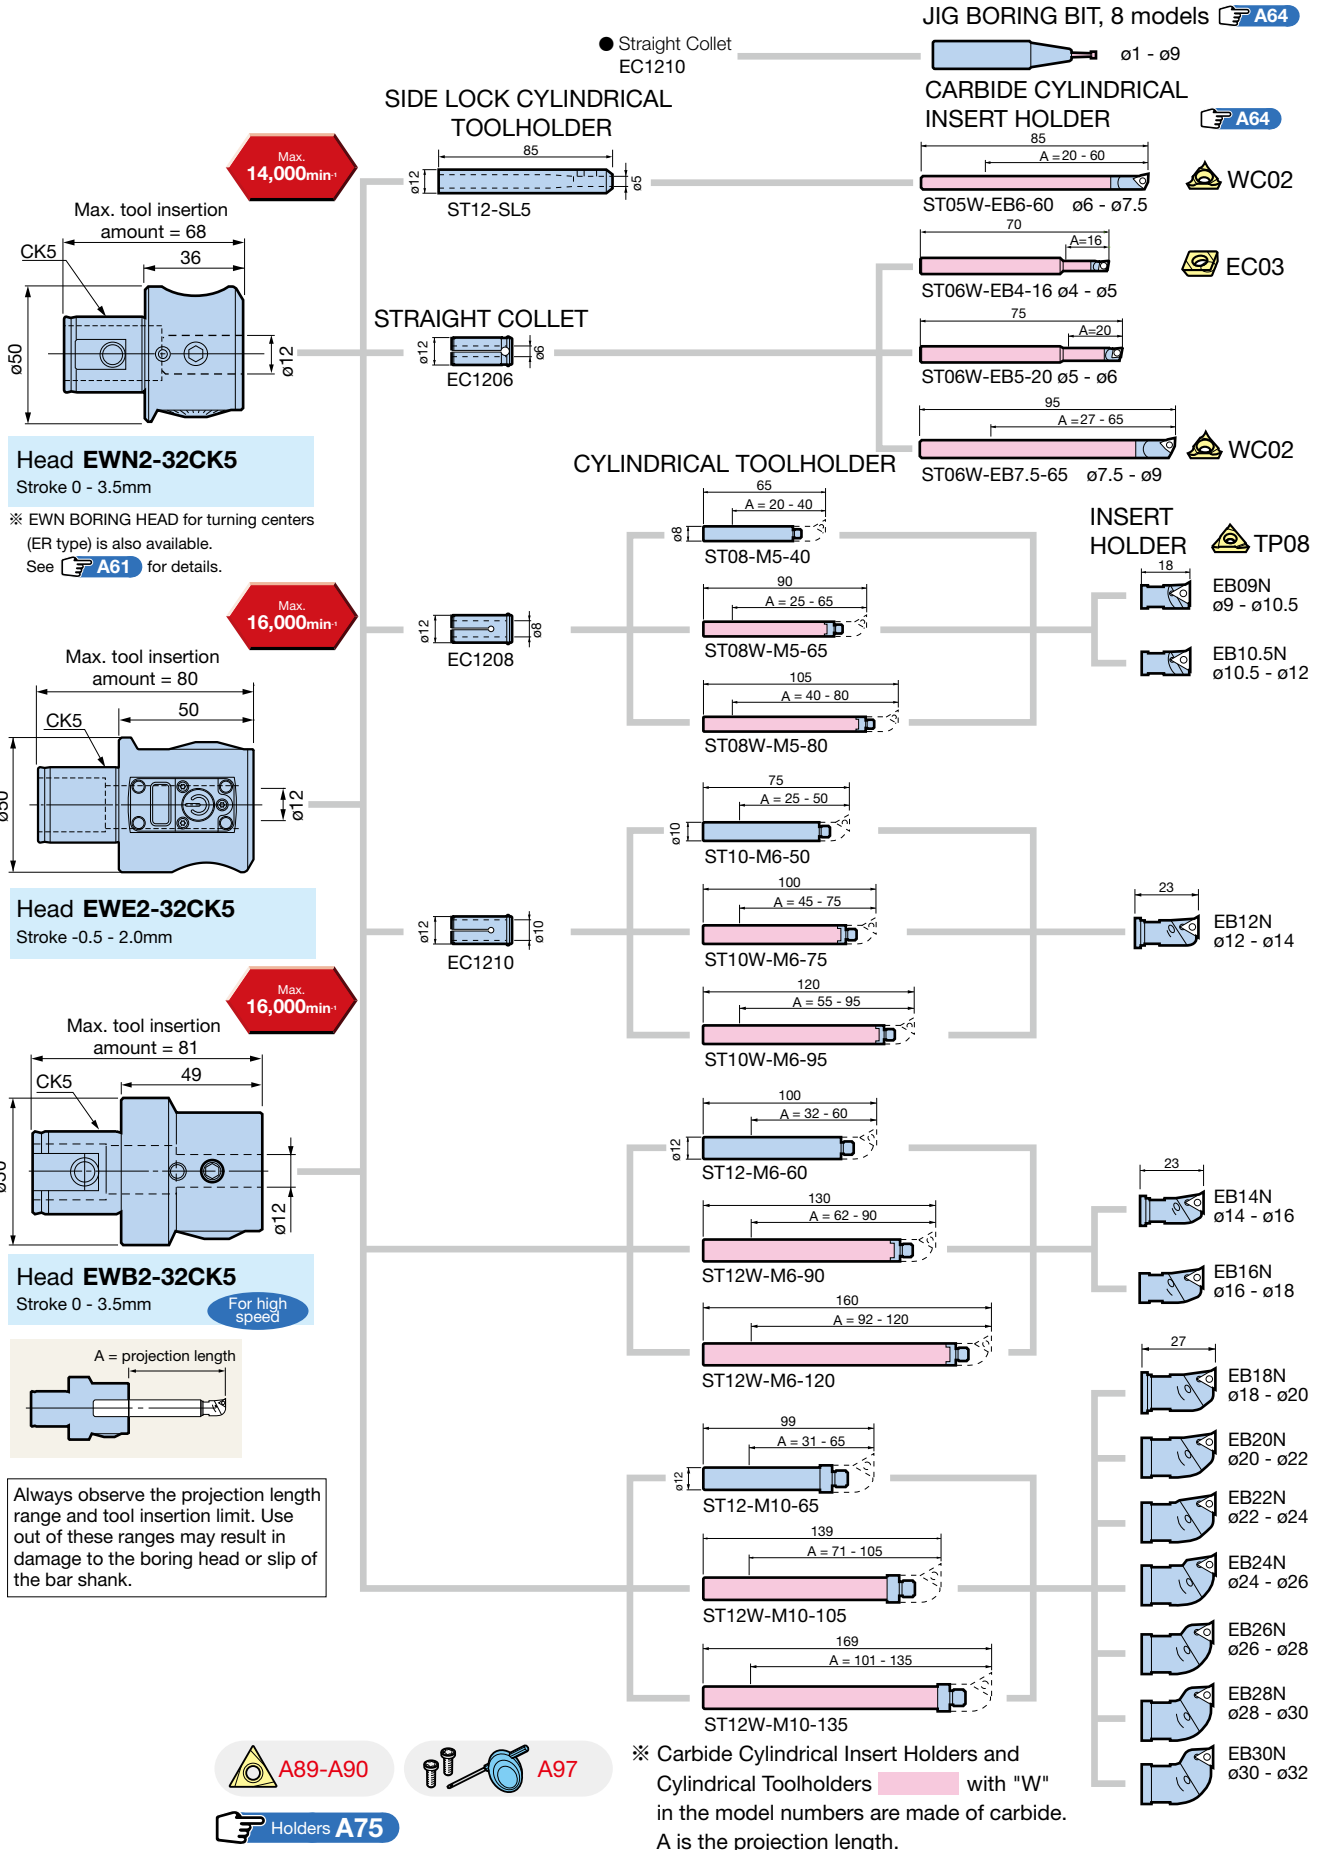 JIG BORING BIT, 8 models A64
● Straight Collet
EC1210
ø1 - ø9
SIDE LOCK CYLINDRICAL
TOOLHOLDER
85
ø12
ø5
ST12-SL5
CARBIDE CYLINDRICAL
INSERT HOLDER
A64
85
A = 20 - 60
WC02
ST05W-EB6-60 ø6 - ø7.5
70
A=16
EC03
ST06W-EB4-16 ø4 - ø5
75
A=20
ST06W-EB5-20 ø5 - ø6
95
A = 27 - 65
WC02
ST06W-EB7.5-65 ø7.5 - ø9
Max.
14,000min-1
Max. tool insertion
amount = 68
CK5
36
ø50
ø12
STRAIGHT COLLET
ø12
ø6
EC1206
Head EWN2-32CK5
Stroke 0 - 3.5mm
※ EWN BORING HEAD for turning centers
(ER type) is also available.
See A61 for details.
CYLINDRICAL TOOLHOLDER
65
A = 20 - 40
ø8
ST08-M5-40
90
A = 25 - 65
ST08W-M5-65
105
A = 40 - 80
ST08W-M5-80
INSERT
HOLDER
TP08
18
EB09N
ø9 - ø10.5
EB10.5N
ø10.5 - ø12
Max.
16,000min-1
ø12
ø8
EC1208
Max. tool insertion
amount = 80
CK5
50
ø50
ø12
Head EWE2-32CK5
Stroke -0.5 - 2.0mm
75
A = 25 - 50
ø10
ST10-M6-50
100
A = 45 - 75
ST10W-M6-75
120
A = 55 - 95
ST10W-M6-95
ø12
ø10
EC1210
23
EB12N
ø12 - ø14
Max.
16,000min-1
Max. tool insertion
amount = 81
CK5
49
ø50
ø12
Head EWB2-32CK5
Stroke 0 - 3.5mm
For high
speed
A = projection length
100
A = 32 - 60
ø12
ST12-M6-60
130
A = 62 - 90
ST12W-M6-90
160
A = 92 - 120
ST12W-M6-120
23
EB14N
ø14 - ø16
EB16N
ø16 - ø18
Always observe the projection length
range and tool insertion limit. Use
out of these ranges may result in
damage to the boring head or slip of
the bar shank.
99
A = 31 - 65
ø12
ST12-M10-65
139
A = 71 - 105
ST12W-M10-105
169
A = 101 - 135
ST12W-M10-135
27
EB18N
ø18 - ø20
EB20N
ø20 - ø22
EB22N
ø22 - ø24
EB24N
ø24 - ø26
EB26N
ø26 - ø28
EB28N
ø28 - ø30
EB30N
ø30 - ø32
A89-A90
A97
Holders A75
※ Carbide Cylindrical Insert Holders and
Cylindrical Toolholders with "W"
in the model numbers are made of carbide.
A is the projection length.